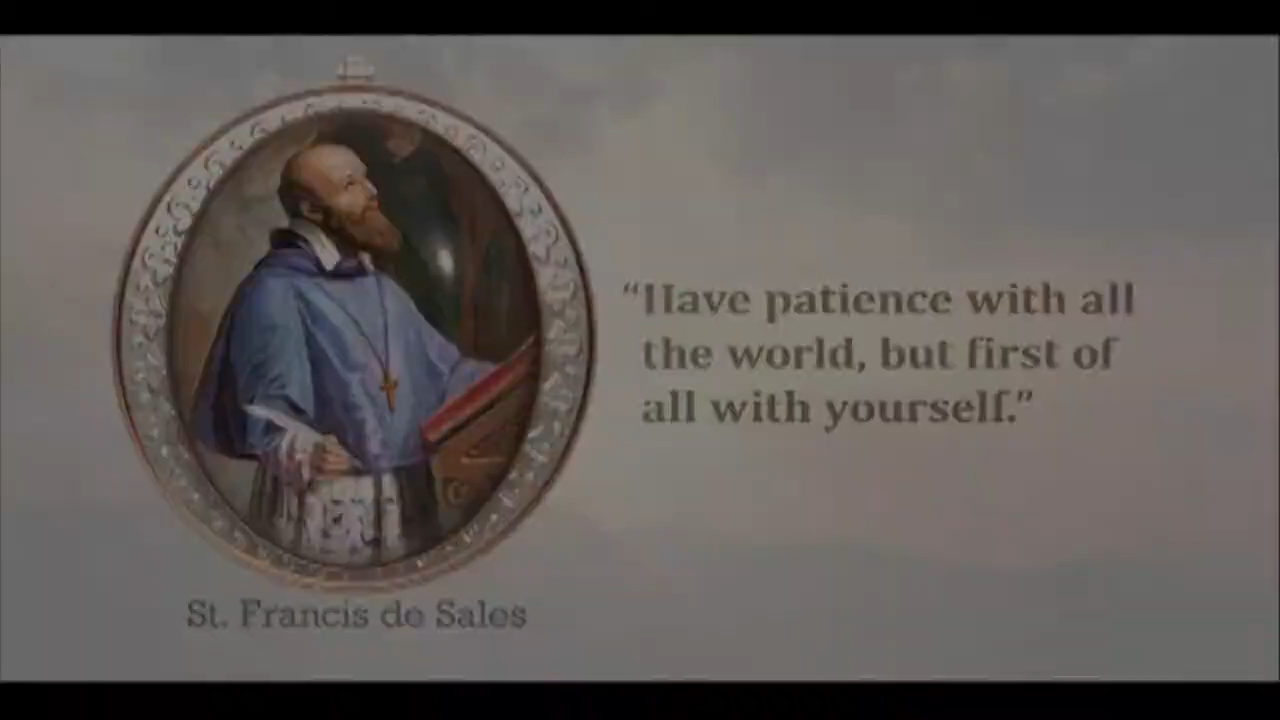 “Have patience with all
the world, but first of
all with yourself.”
St. Francis de Sales